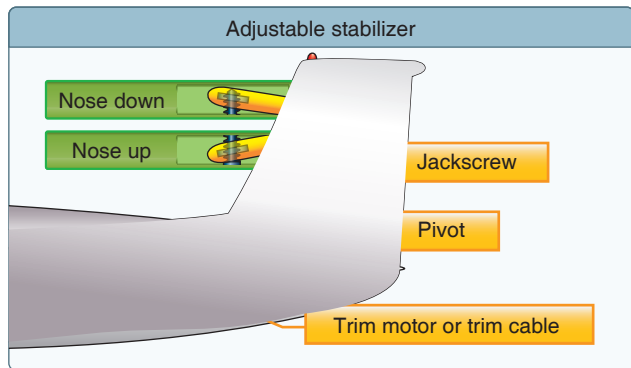 Adjustable stabilizer
Nose down
Nose up
Jackscrew
Pivot
Trim motor or trim cable